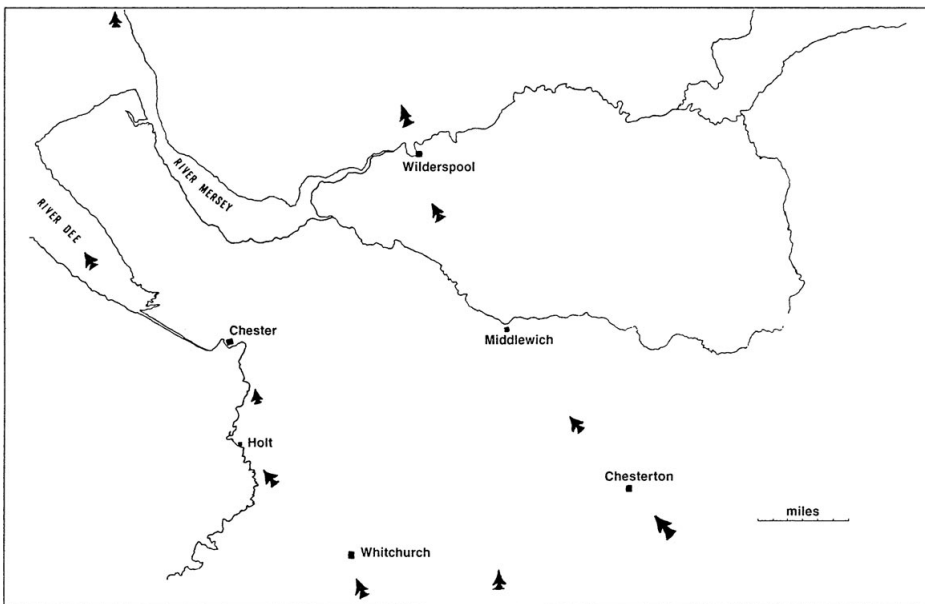 RIVER MERSEY
Wilderspool
RIVER DEE
Chester
Middlewich
Holt
Chesterton
miles
Whitchurch